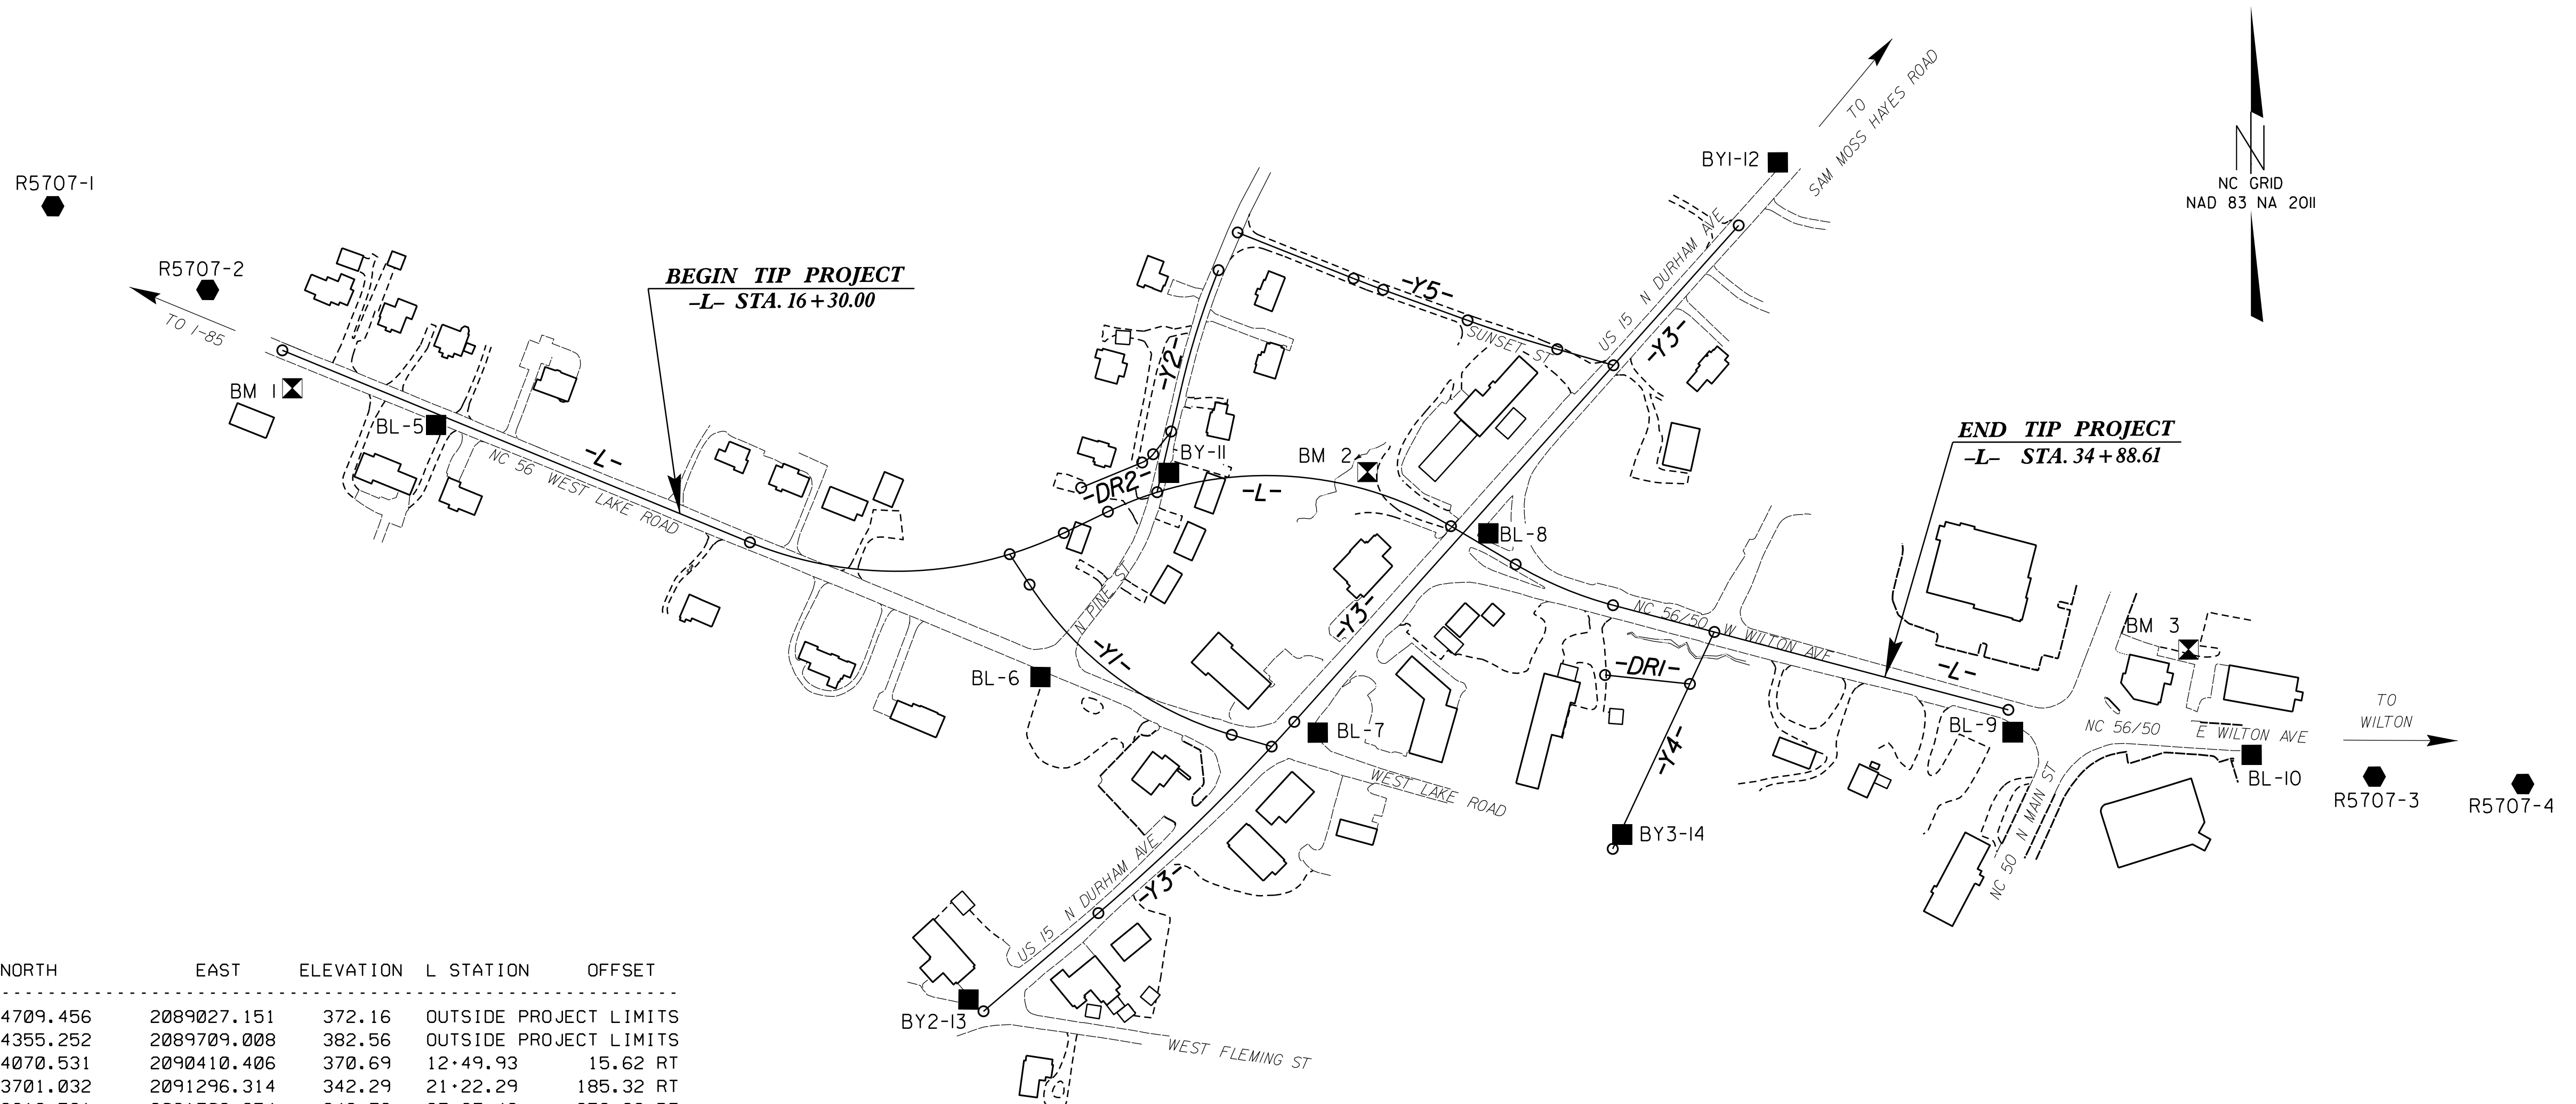 TO
SAM MOSS HAYES ROAD
BY1-12
R5707-1
NC GRID
NAD 83 NA 2011
N
US 15 N DURHAM AVE
R5707-2
TO I-85
BEGIN TIP PROJECT
-L- STA. 16+30.00
-Y5-
SUNSET ST
-Y3-
-Y2-
BM 1
BL-5
-L-
NC 56 WEST LAKE ROAD
BY-11
-DR2-
-L-
BM 2
END TIP PROJECT
-L- STA. 34+88.61
BL-8
N PINE ST
-Y1-
-Y3-
NC 56/50 W WILTON AVE
BM 3
-DR1-
-L-
BL-6
BL-7
BL-9
NC 56/50 E WILTON AVE
TO
WILTON
-Y4-
WEST LAKE ROAD
BL-10
R5707-3
R5707-4
BY3-14
NC 50 N MAIN ST
US 15 N DURHAM AVE
-Y3-
BY2-13
WEST FLEMING ST
NORTH EAST ELEVATION L STATION OFFSET
4709.456 2089027.151 372.16 OUTSIDE PROJECT LIMITS
4355.252 2089709.008 382.56 OUTSIDE PROJECT LIMITS
4070.531 2090410.406 370.69 12+49.93 15.62 RT
3701.032 2091296.314 342.29 21+22.29 185.32 RT